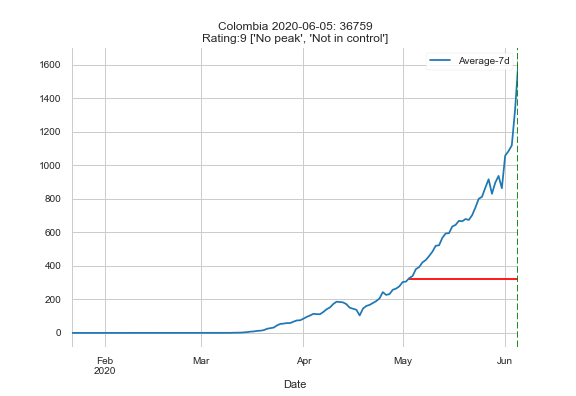 Colombia 2020-06-05: 36759
Rating:9 ['No peak', 'Not in control']
Average-7d
1600
1400
1200
1000
800
600
400
200
0
Feb Mar Apr May Jun
2020
Date